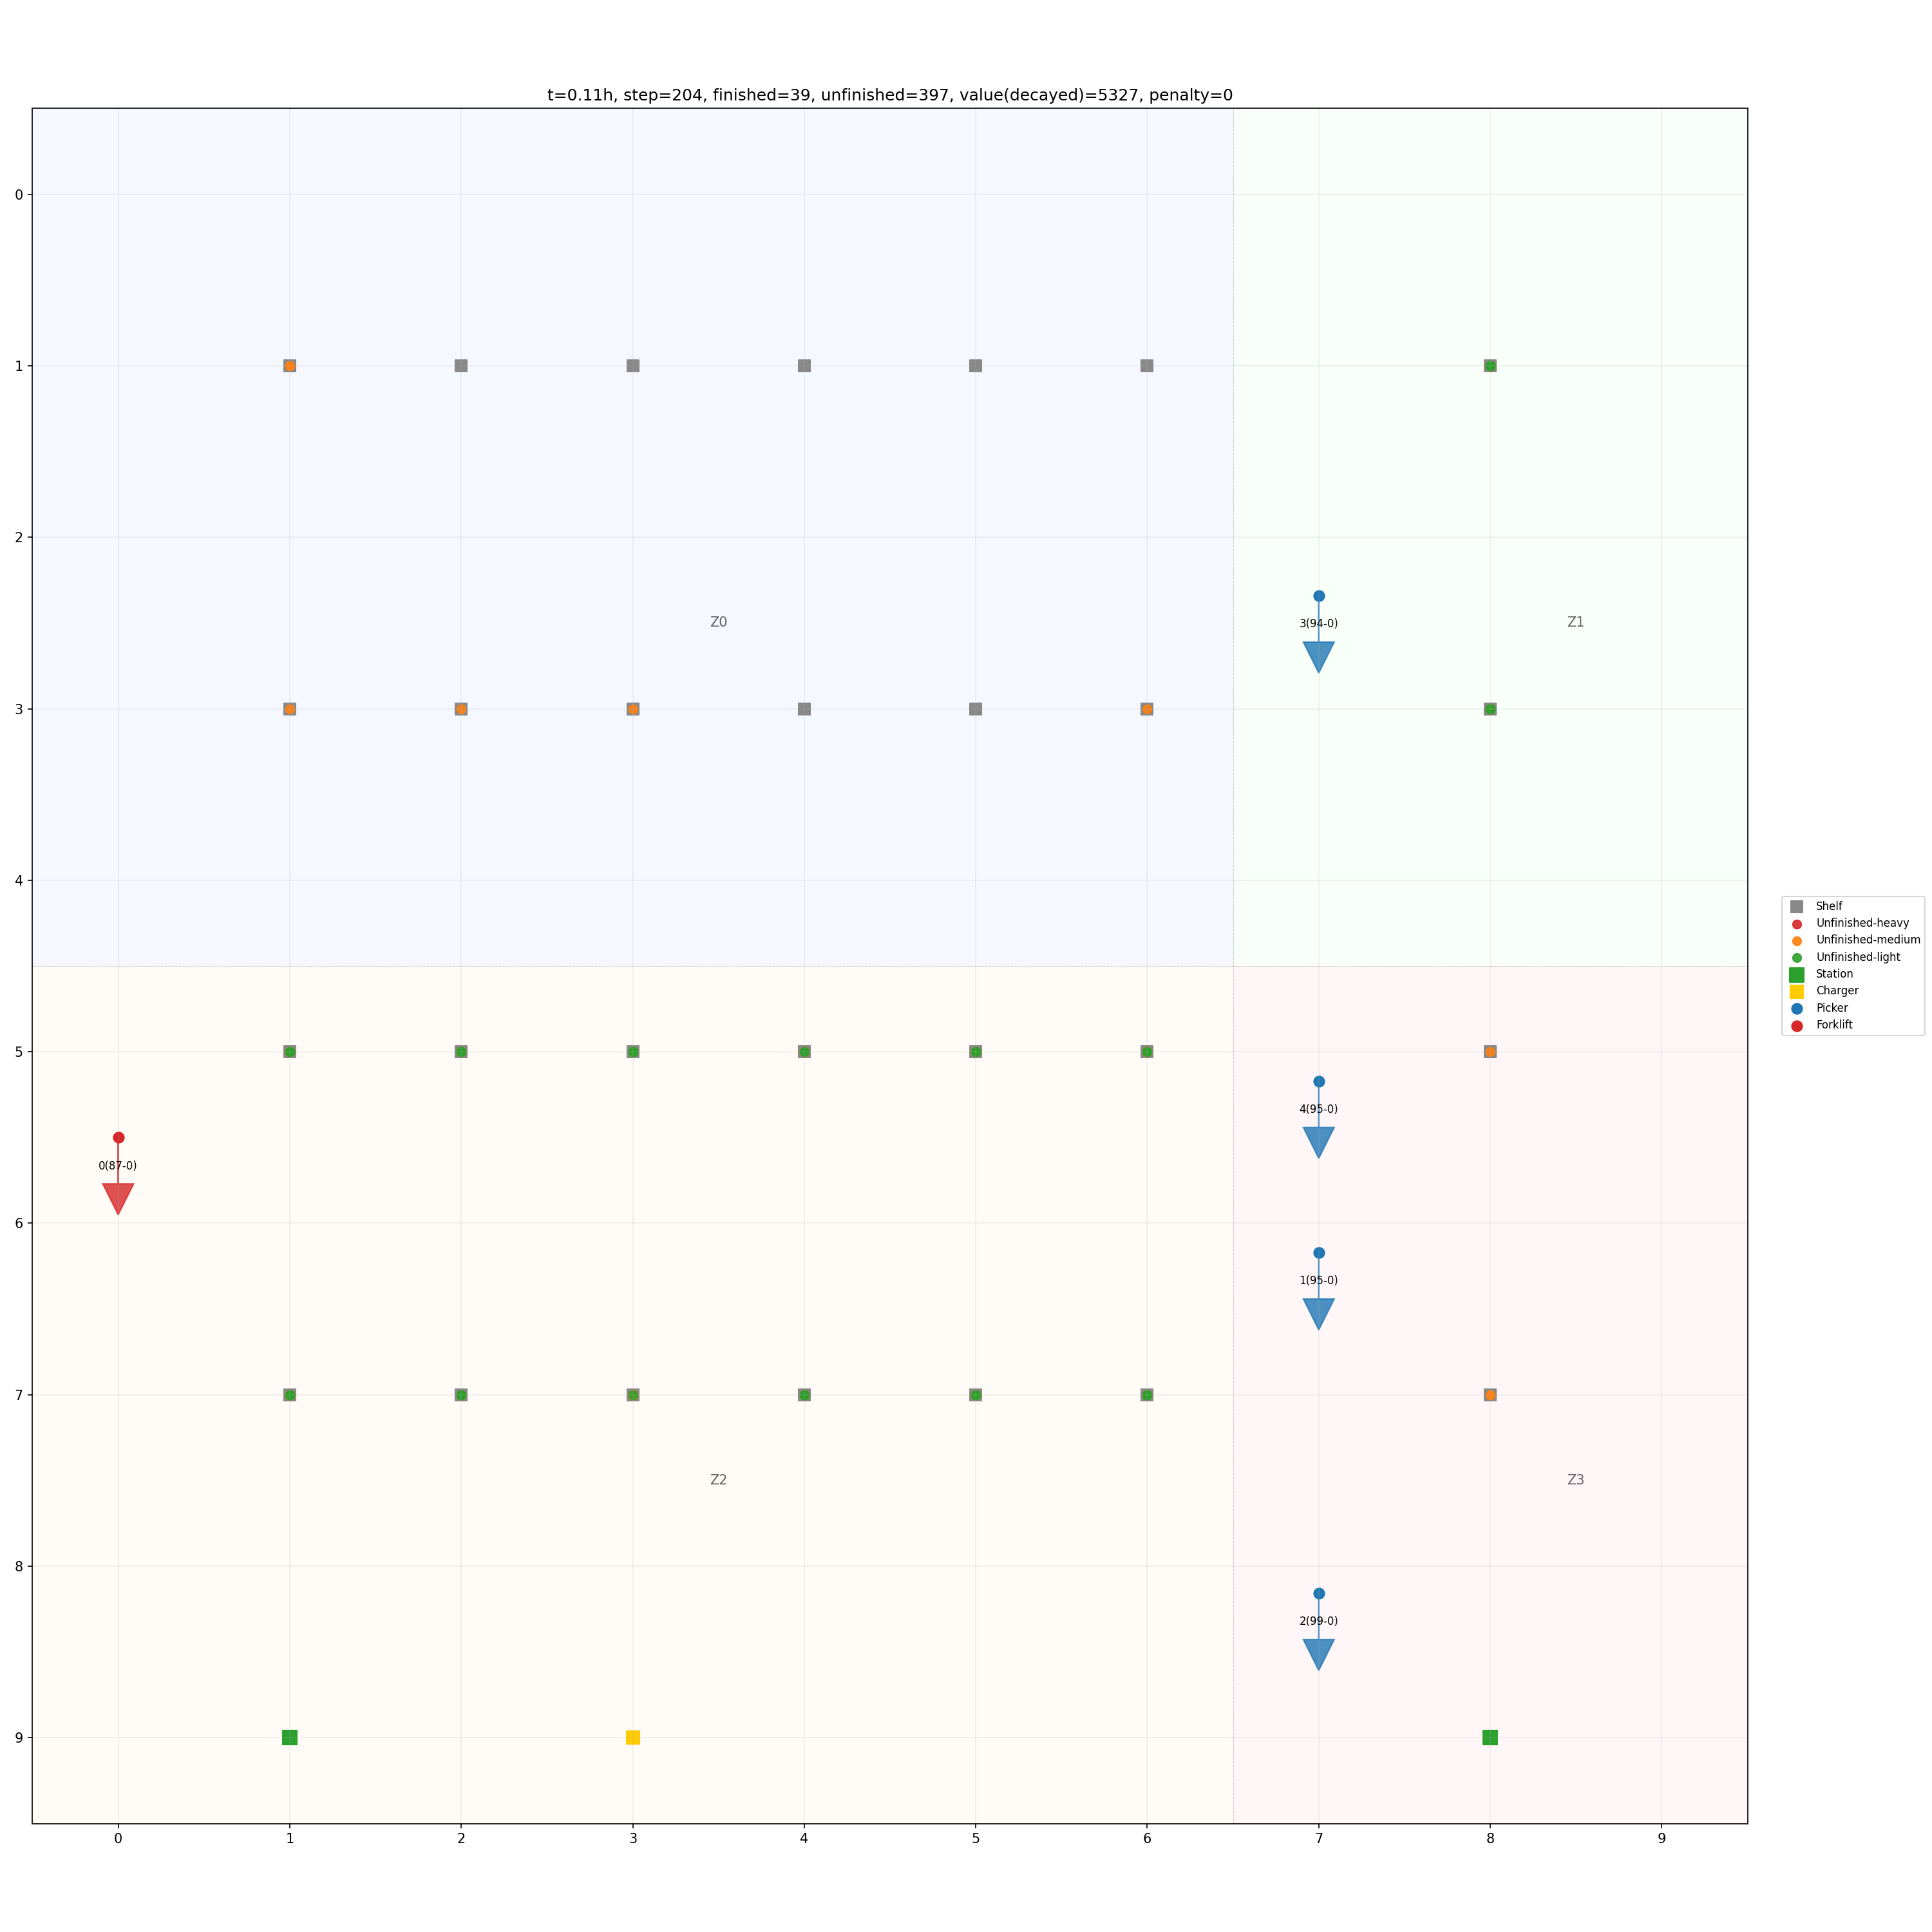 t=0.11h, step=204, finished=39, unfinished=397, value(decayed)=5327, penalty=0
0
1
2
3(94-0)
Z0
Z1
3
4
Shelf
Unfinished-heavy
Unfinished-medium
Unfinished-light
Station
Charger
Picker
Forklift
5
4(95-0)
0(87-0)
6
1(95-0)
7
Z2
Z3
8
2(99-0)
9
0 1 2 3 4 5 6 7 8 9